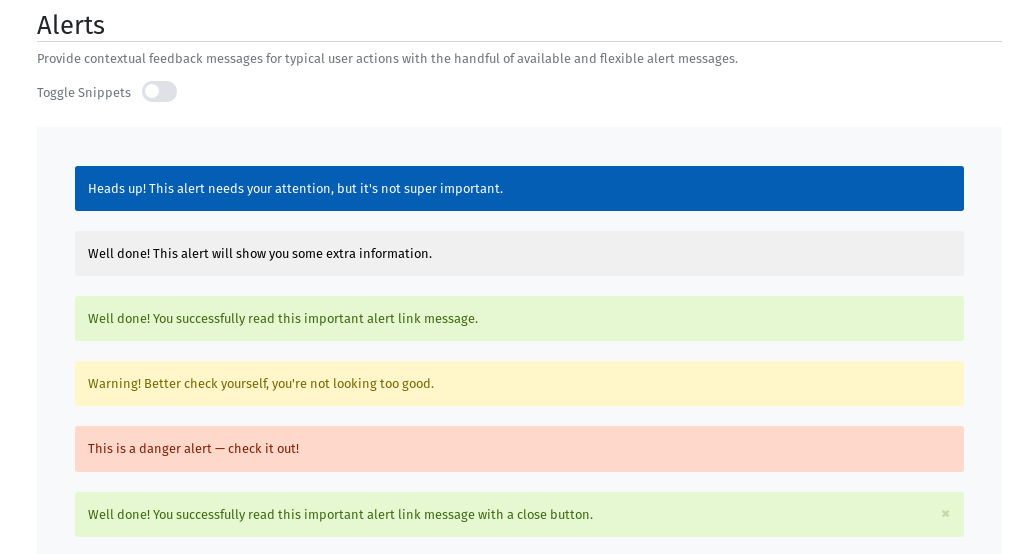 Alerts
Provide contextual feedback messages for typical user actions with the handful of available and flexible alert messages.
Toggle Snippets
Heads up! This alert needs your attention, but it's not super important.
Well done! This alert will show you some extra information.
Well done! You successfully read this important alert link message.
Warning! Better check yourself, you're not looking too good.
This is a danger alert — check it out!
Well done! You successfully read this important alert link message with a close button. ×